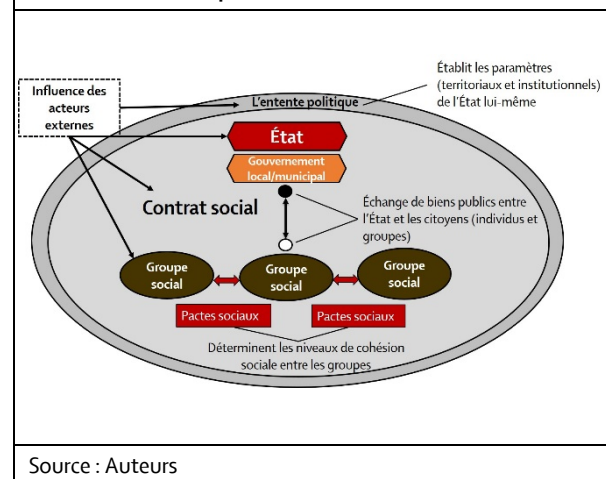 Établit les paramètres
(territoriaux et institutionnels)
de l'État lui-même
Influence des
acteurs
externes
L'entente politique
État
Gouvernement
local/municipal
Contrat social
Échange de biens publics entre
l'État et les citoyens (individus et
groupes)
Groupe
social
Groupe
social
Groupe
social
Pactes sociaux
Pactes sociaux
Déterminent les niveaux de cohésion
sociale entre les groupes
Source : Auteurs